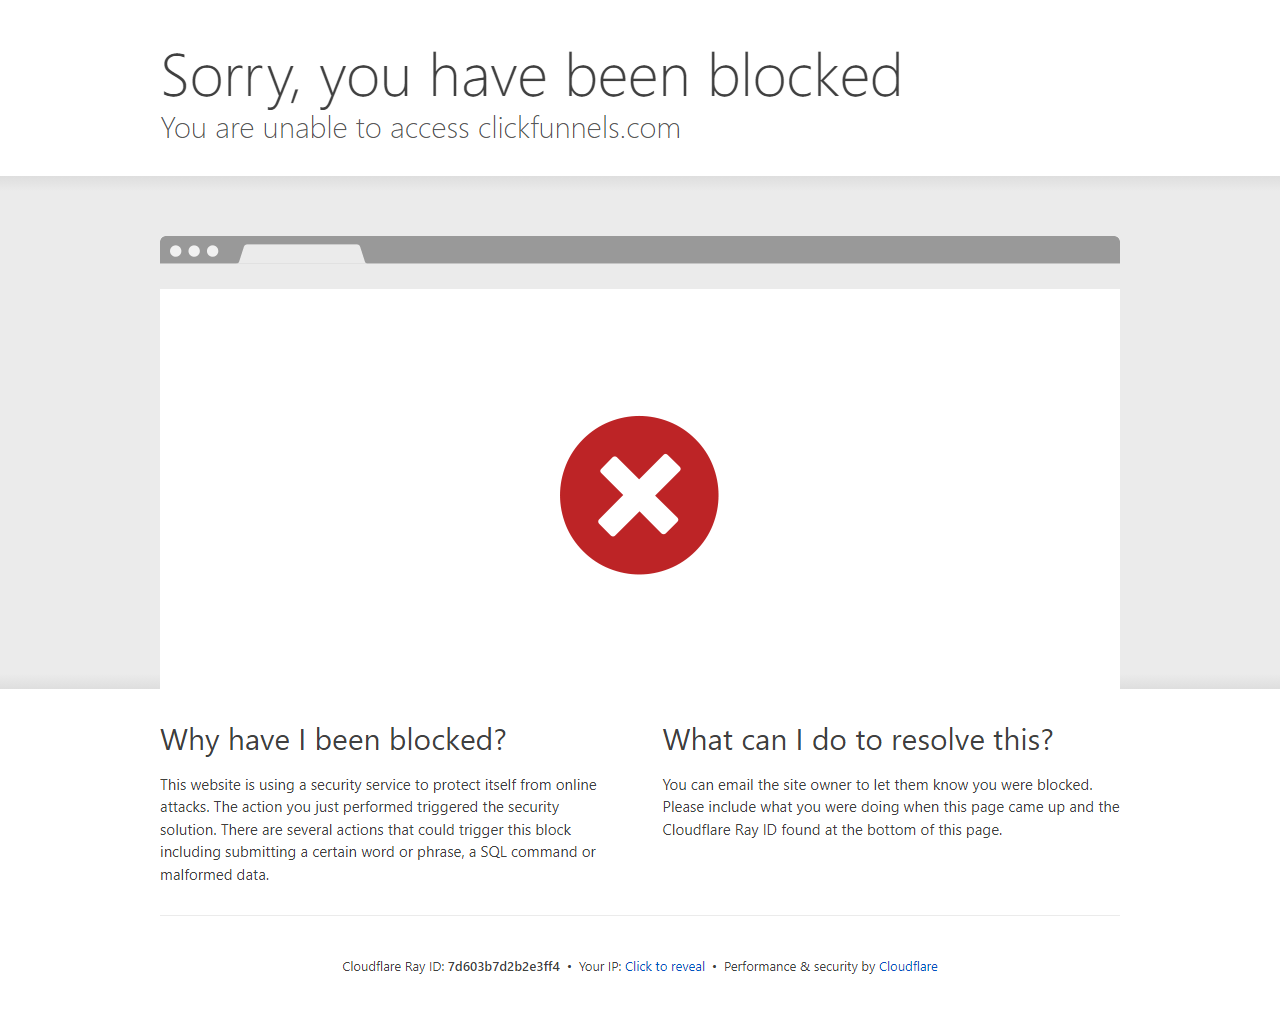 Sorry, you have been blocked
You are unable to access clickfunnels.com
Why have I been blocked?
This website is using a security service to protect itself from online
attacks. The action you just performed triggered the security
solution. There are several actions that could trigger this block
including submitting a certain word or phrase, a SQL command or
malformed data.
What can I do to resolve this?
You can email the site owner to let them know you were blocked.
Please include what you were doing when this page came up and the
Cloudflare Ray ID found at the bottom of this page.
Cloudflare Ray ID: 7d603b7d2b2e3ff4 • Your IP: Click to reveal • Performance & security by Cloudflare